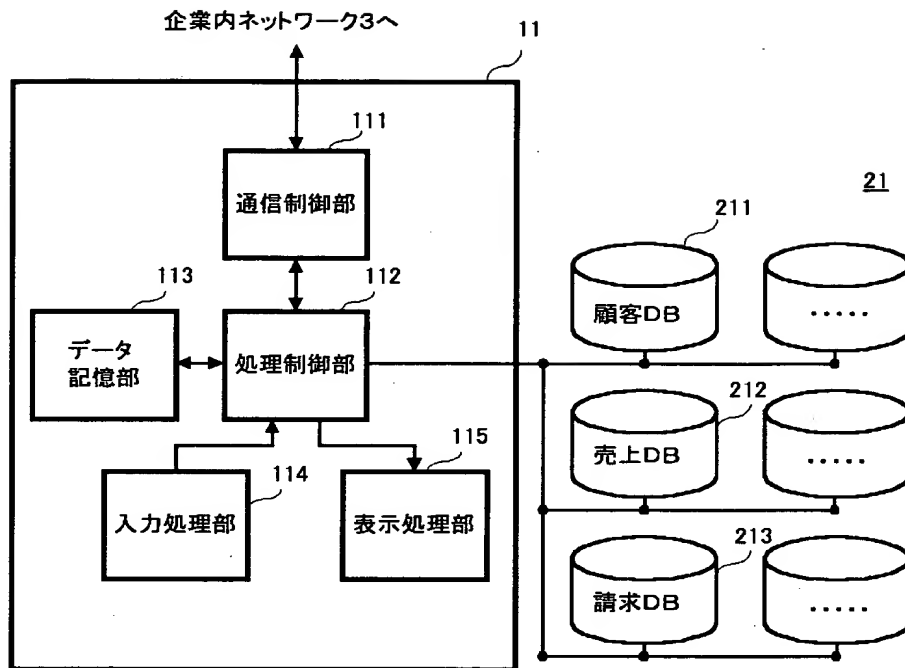 企業内ネットワーク3へ
11
111
通信制御部
21
211
113
112
顧客DB
.....
データ
記憶部
処理制御部
212
115
売上DB
.....
114
入力処理部
表示処理部
213
請求DB
.....